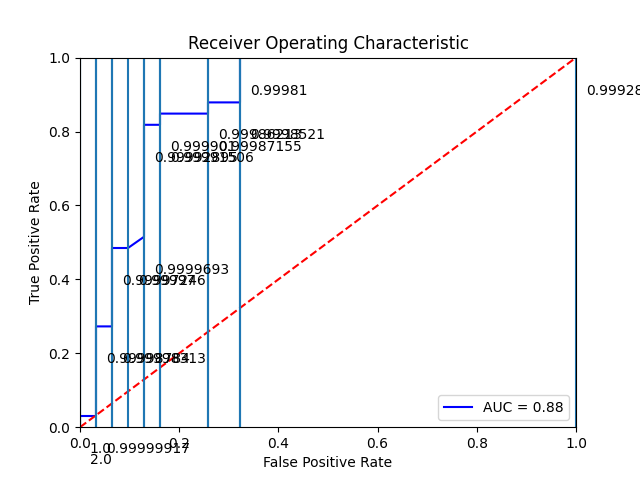 Receiver Operating Characteristic
1.0
0.99981
0.99928
0.8
0.99987155
0.6
True Positive Rate
0.9999693
0.4
0.2
AUC = 0.88
0.0
0.0 0.2 0.4 0.6 0.8 1.0
1.0 0.99999917
2.0
False Positive Rate